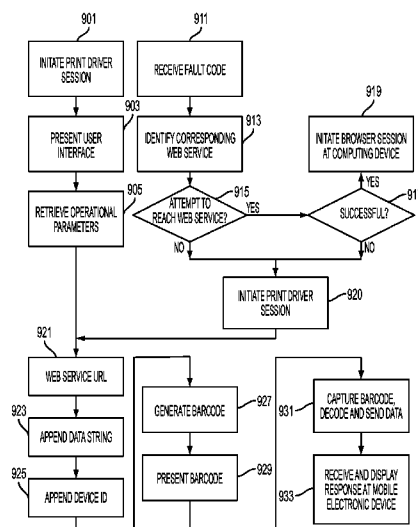 901
INITATE PRINT DRIVER
SESSION
903
PRESENT USER
INTERFACE
905
RETRIEVE OPERATIONAL
PARAMETERS
911
RECEIVE FAULT CODE
913
IDENTIFY CORRESPONDING
WEB SERVICE
915
ATTEMPT TO
REACH WEB SERVICE?
YES
NO
919
INITATE BROWSER SESSION
AT COMPUTING DEVICE
YES
91
SUCCESSFUL?
NO
920
INITIATE PRINT DRIVER
SESSION
921
WEB SERVICE URL
923
APPEND DATA STRING
925
APPEND DEVICE ID
927
GENERATE BARCODE
929
PRESENT BARCODE
931
CAPTURE BARCODE,
DECODE AND SEND DATA
933
RECEIVE AND DISPLAY
RESPONSE AT MOBILE
ELECTRONIC DEVICE